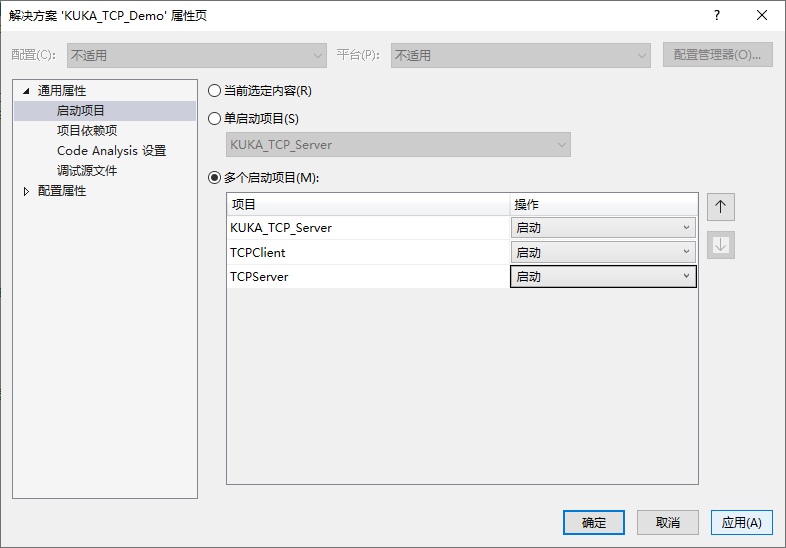 解决方案 'KUKA_TCP_Demo' 属性页
配置(C): 不适用 平台(P): 不适用 配置管理器(O)...
通用属性
启动项目
项目依赖项
Code Analysis 设置
调试源文件
配置属性
当前选定内容(R)
单启动项目(S)
KUKA_TCP_Server
多个启动项目(M):
项目 操作
KUKA_TCP_Server 启动
TCPClient 启动
TCPServer 启动
确定 取消 应用(A)